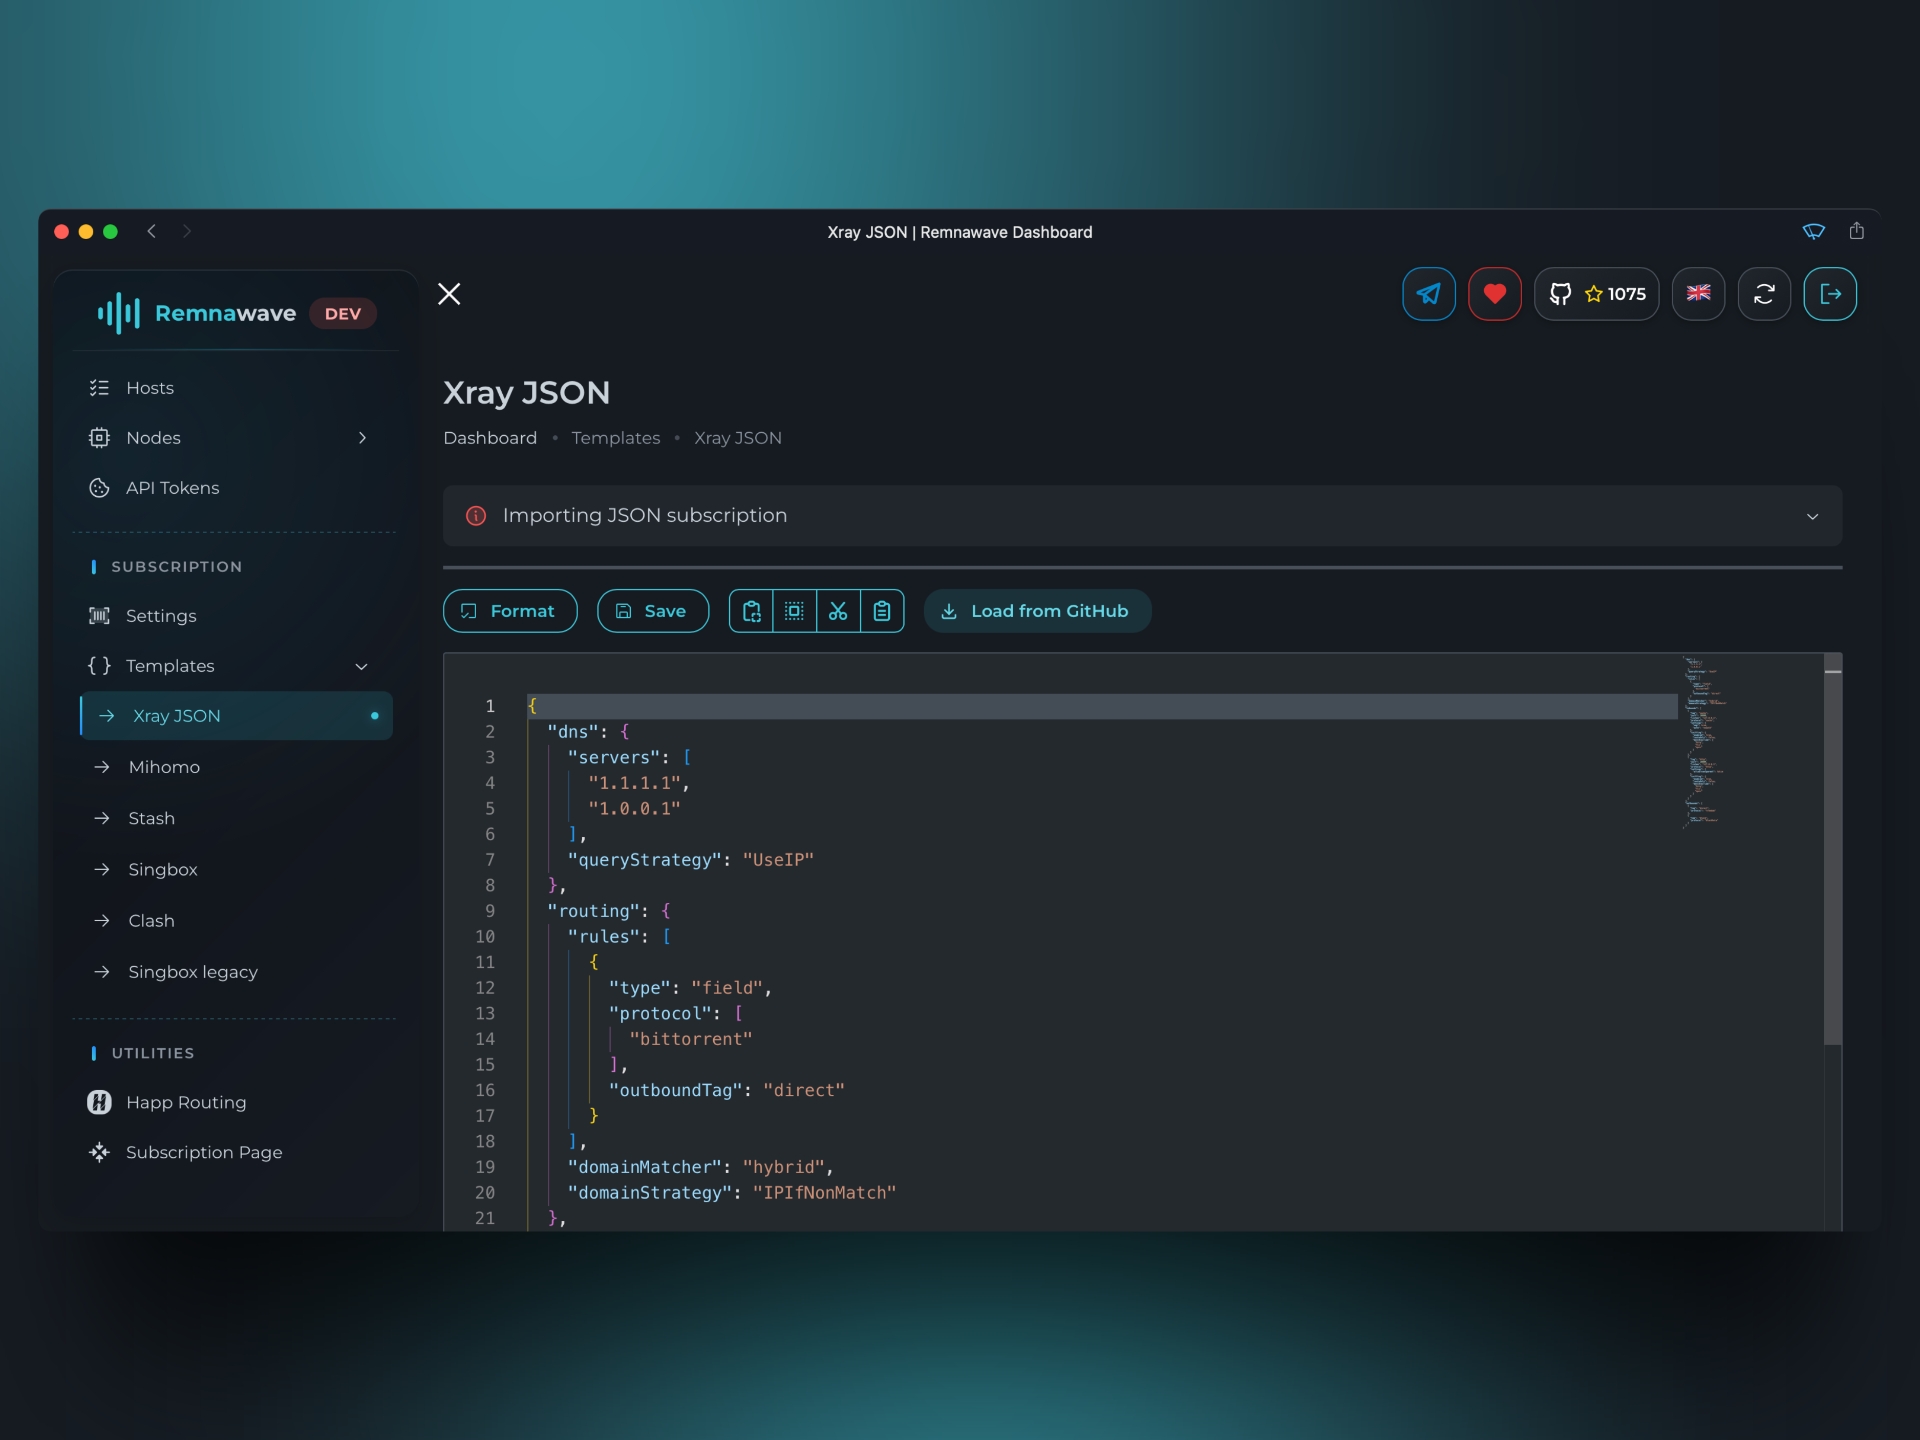 Xray JSON | Remnawave Dashboard
Remnawave DEV
1075
Hosts
Nodes
API Tokens
SUBSCRIPTION
Settings
Templates
Xray JSON
Mihomo
Stash
Singbox
Clash
Singbox legacy
UTILITIES
Happ Routing
Subscription Page
Xray JSON
Dashboard • Templates • Xray JSON
Importing JSON subscription
Format Save Load from GitHub
1 {
2 "dns": {
3 "servers": [
4 "1.1.1.1",
5 "1.0.0.1"
6 ],
7 "queryStrategy": "UseIP"
8 },
9 "routing": {
10 "rules": [
11 {
12 "type": "field",
13 "protocol": [
14 "bittorrent"
15 ],
16 "outboundTag": "direct"
17 }
18 ],
19 "domainMatcher": "hybrid",
20 "domainStrategy": "IPIfNonMatch"
21 },